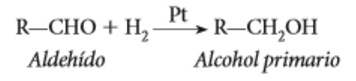 R—CHO + H₂ —Pt→ R—CH₂OH
Aldehído Alcohol primario